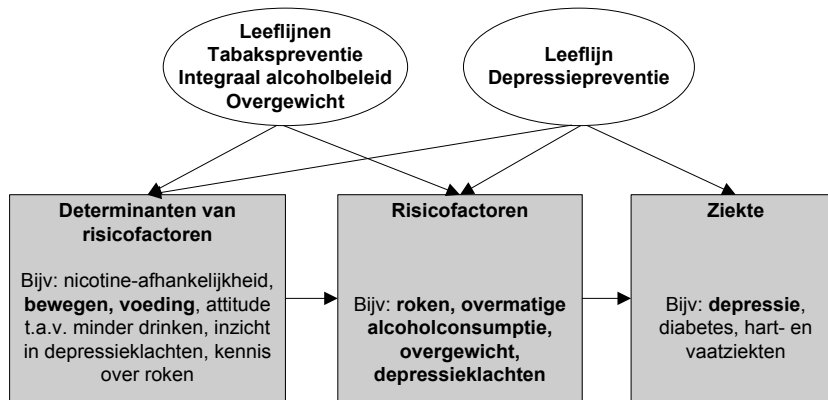 Leeflijnen
Tabakspreventie
Integraal alcoholbeleid
Overgewicht
Leeflijn
Depressiepreventie
Determinanten van
risicofactoren
Bijv: nicotine-afhankelijkheid,
bewegen, voeding, attitude
t.a.v. minder drinken, inzicht
in depressieklachten, kennis
over roken
Risicofactoren
Bijv: roken, overmatige
alcoholconsumptie,
overgewicht,
depressieklachten
Ziekte
Bijv: depressie,
diabetes, hart- en
vaatziekten